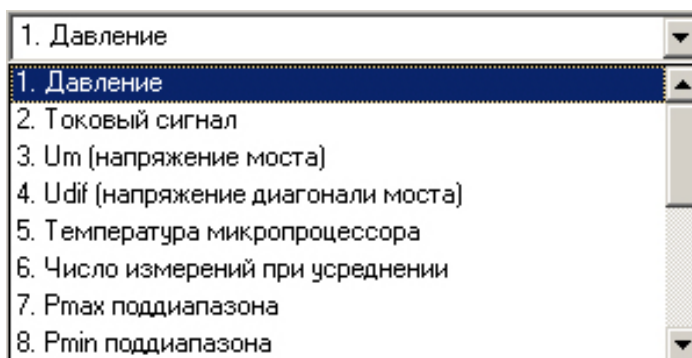 1. Давление
1. Давление
2. Токовый сигнал
3. Um (напряжение моста)
4. Udif (напряжение диагонали моста)
5. Температура микропроцессора
6. Число измерений при усреднении
7. Pmax поддиапазона
8. Pmin поддиапазона